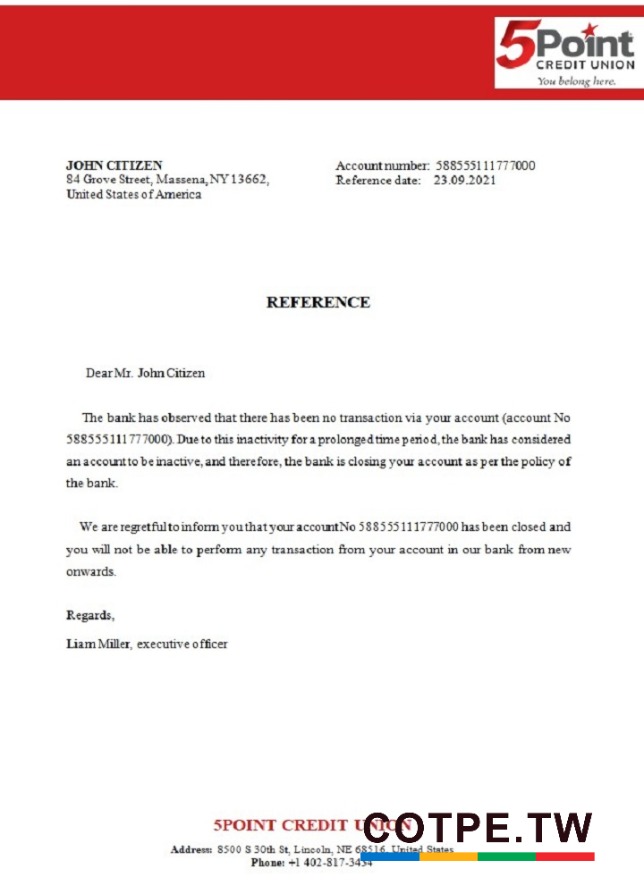 5Point
CREDIT UNION
You belong here.
JOHN CITIZEN
84 Grove Street, Massena, NY 13662,
United States of America
Account number: 588555111777000
Reference date: 23.09.2021
REFERENCE
Dear Mr. John Citizen
The bank has observed that there has been no transaction via your account (account No
588555111777000). Due to this inactivity for a prolonged time period, the bank has considered
an account to be inactive, and therefore, the bank is closing your account as per the policy of
the bank.
We are regretful to inform you that your account No 588555111777000 has been closed and
you will not be able to perform any transaction from your account in our bank from new
onwards.
Regards,
Liam Miller, executive officer
5POINT CREDIT UNION
COTPE.TW
Address: 8500 S 30th St, Lincoln, NE 68516, United States
Phone: +1 402-817-3434